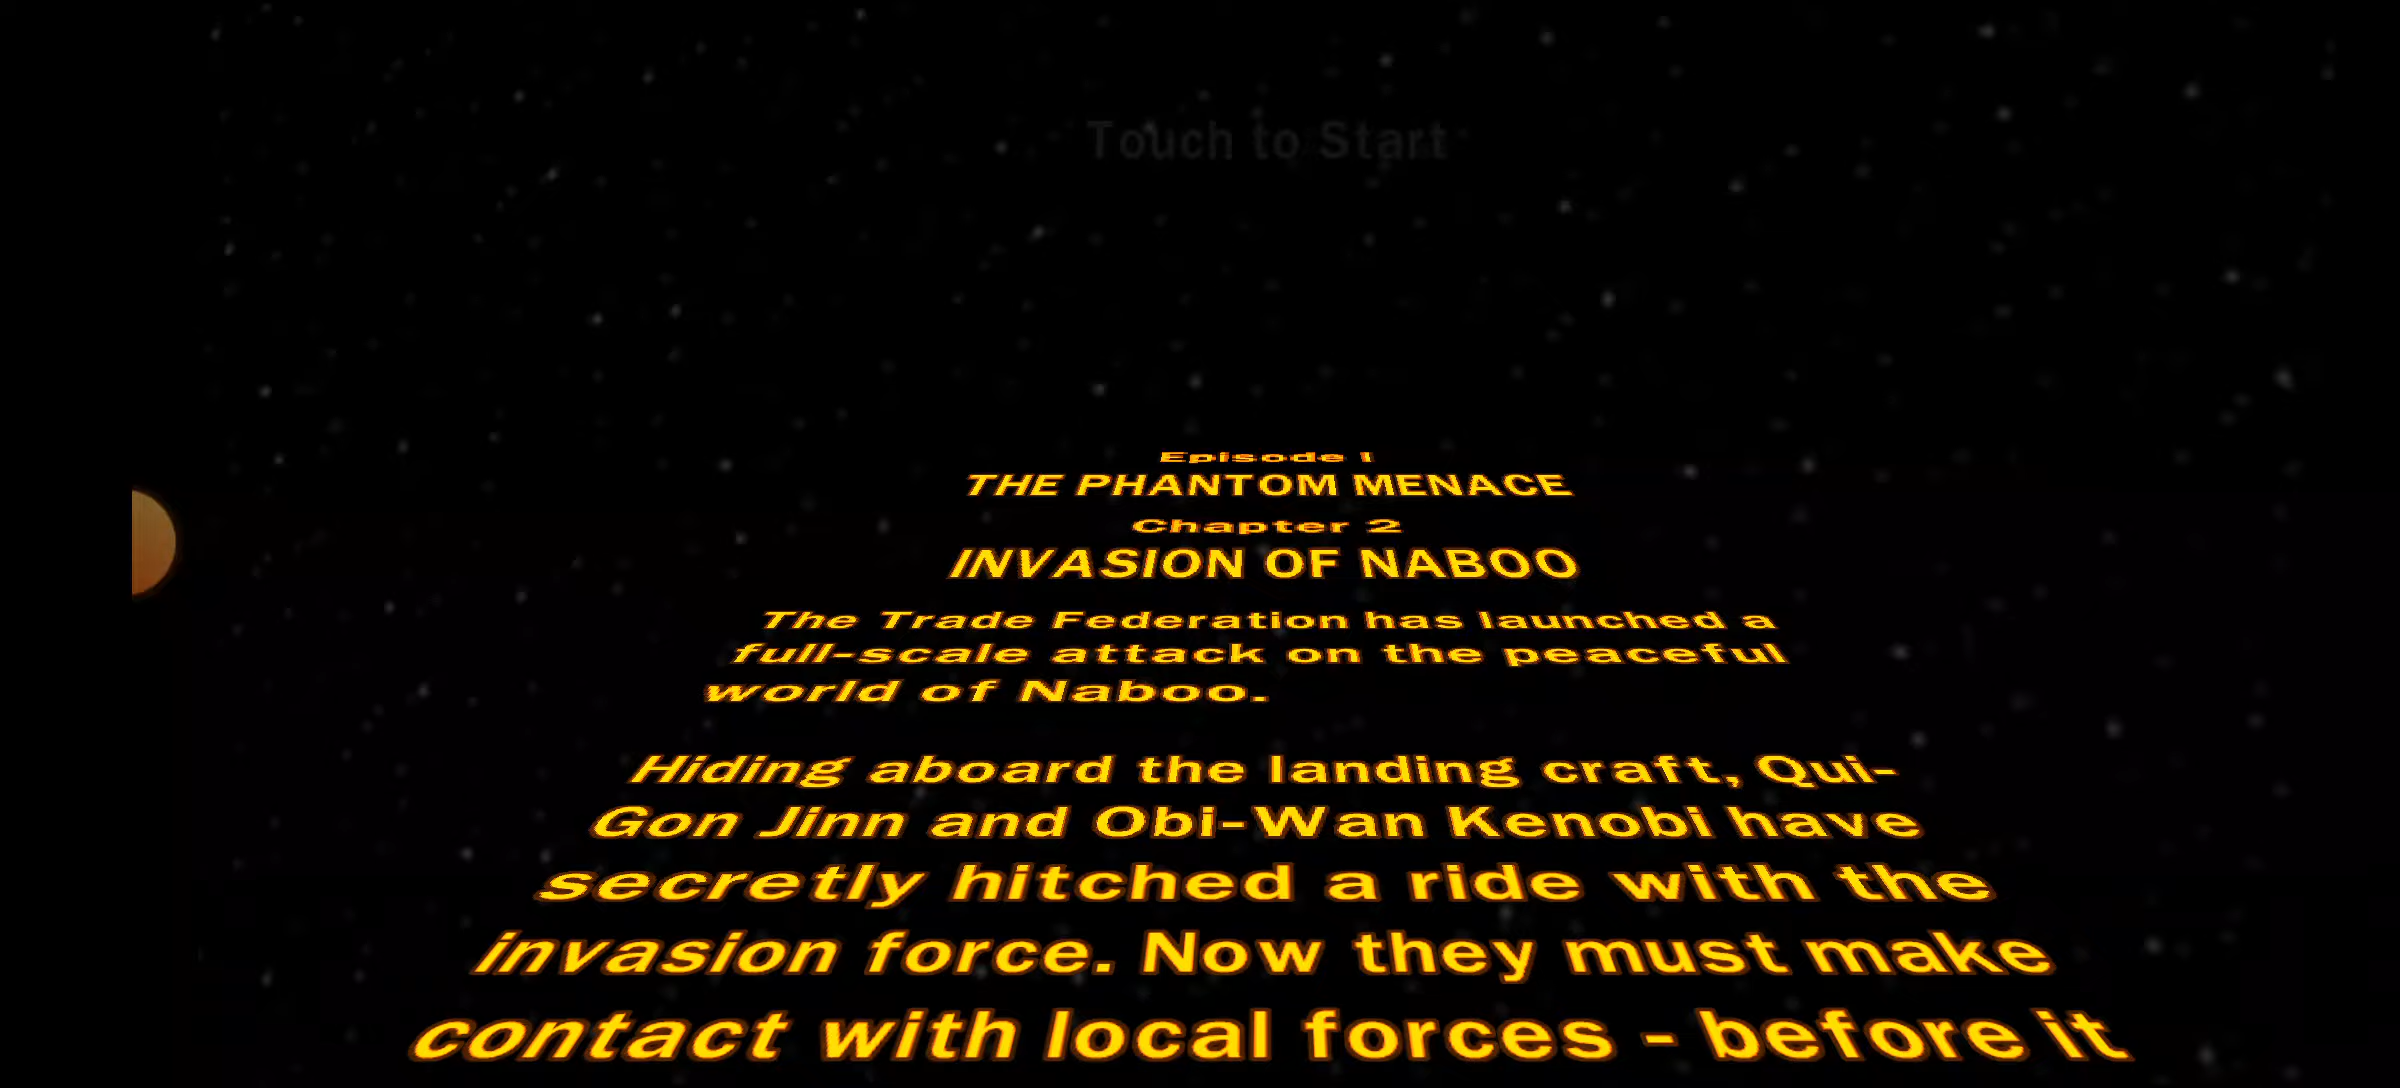 Touch to Start
Episode I
THE PHANTOM MENACE
Chapter 2
INVASION OF NABOO
The Trade Federation has launched a
full-scale attack on the peaceful
world of Naboo.
Hiding aboard the landing craft, Qui-
Gon Jinn and Obi-Wan Kenobi have
secretly hitched a ride with the
invasion force. Now they must make
contact with local forces - before it